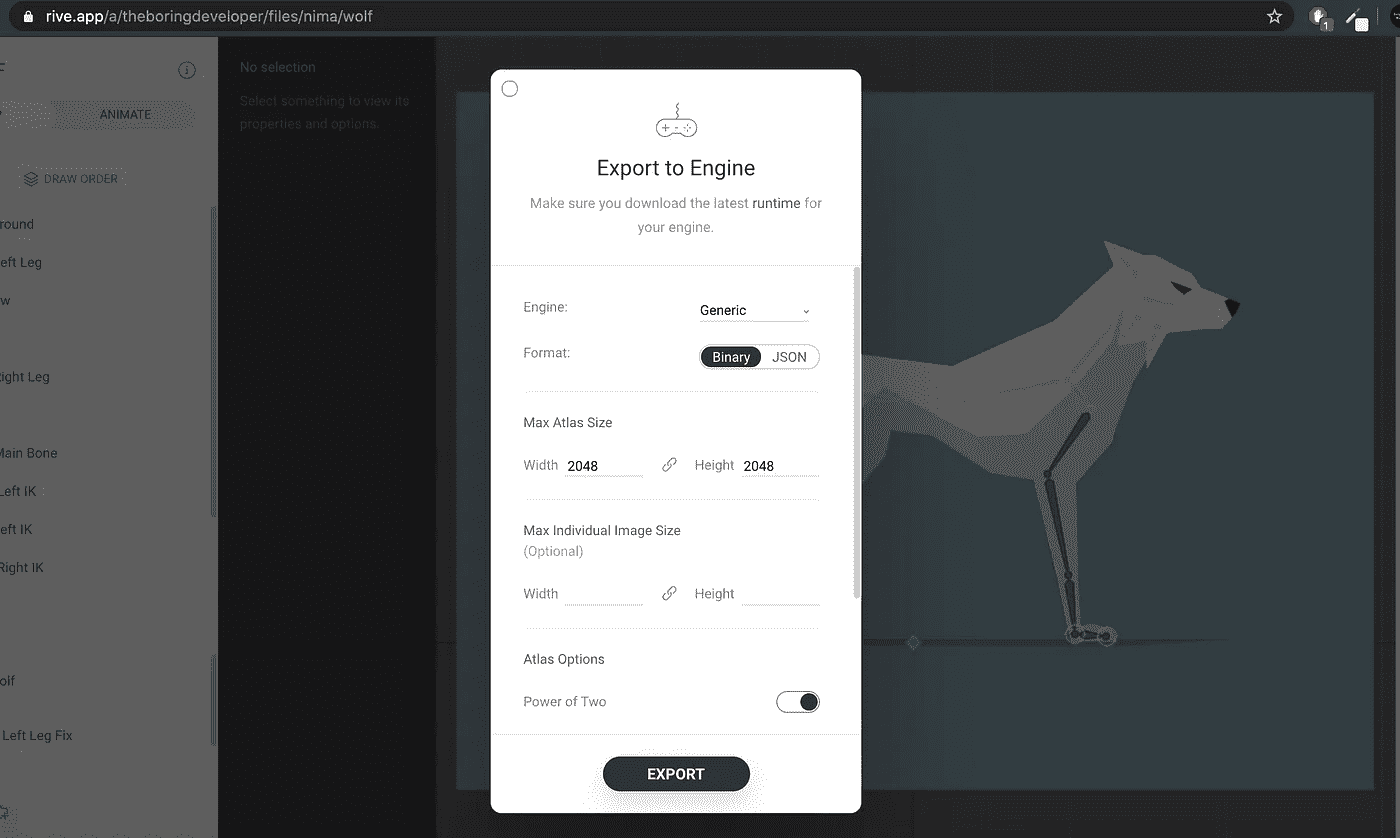 rive.app/a/theboringdeveloper/files/nima/wolf
1
No selection
Select something to view its
properties and options.
ANIMATE
DRAW ORDER
round
eft Leg
w
ight Leg
Main Bone
Left IK
eft IK
Right IK
olf
Left Leg Fix
Export to Engine
Make sure you download the latest runtime for
your engine.
Engine: Generic
Format: Binary JSON
Max Atlas Size
Width 2048 Height 2048
Max Individual Image Size
(Optional)
Width Height
Atlas Options
Power of Two
EXPORT